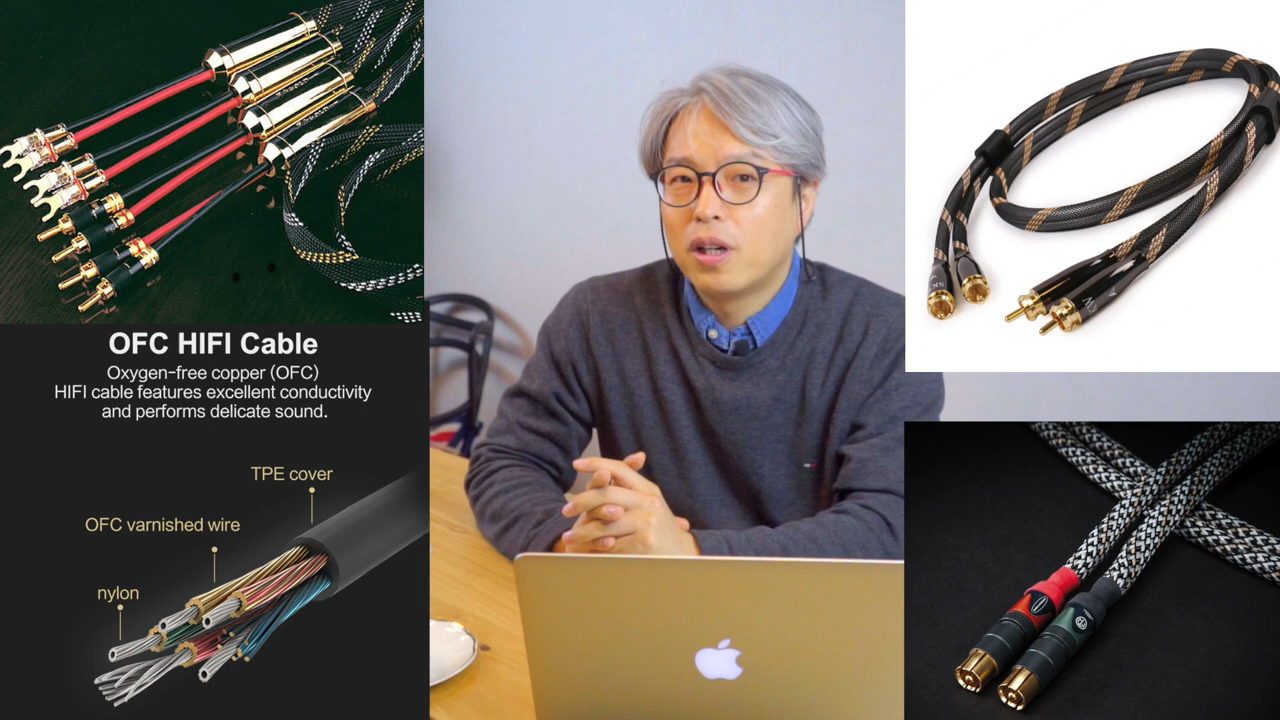 OFC HIFI Cable
Oxygen-free copper (OFC)
HIFI cable features excellent conductivity
and performs delicate sound.
TPE cover
OFC varnished wire
nylon